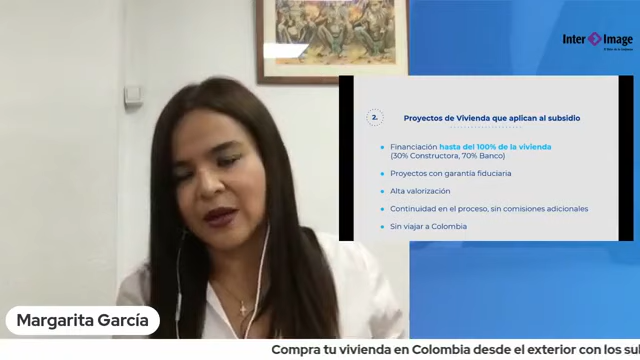 Inter Image
2. Proyectos de Vivienda que aplican al subsidio
Financiación hasta del 100% de la vivienda
(30% Constructora, 70% Banco)
Proyectos con garantía fiduciaria
Alta valorización
Continuidad en el proceso, sin comisiones adicionales
Sin viajar a Colombia
Margarita García
Compra tu vivienda en Colombia desde el exterior con los sul